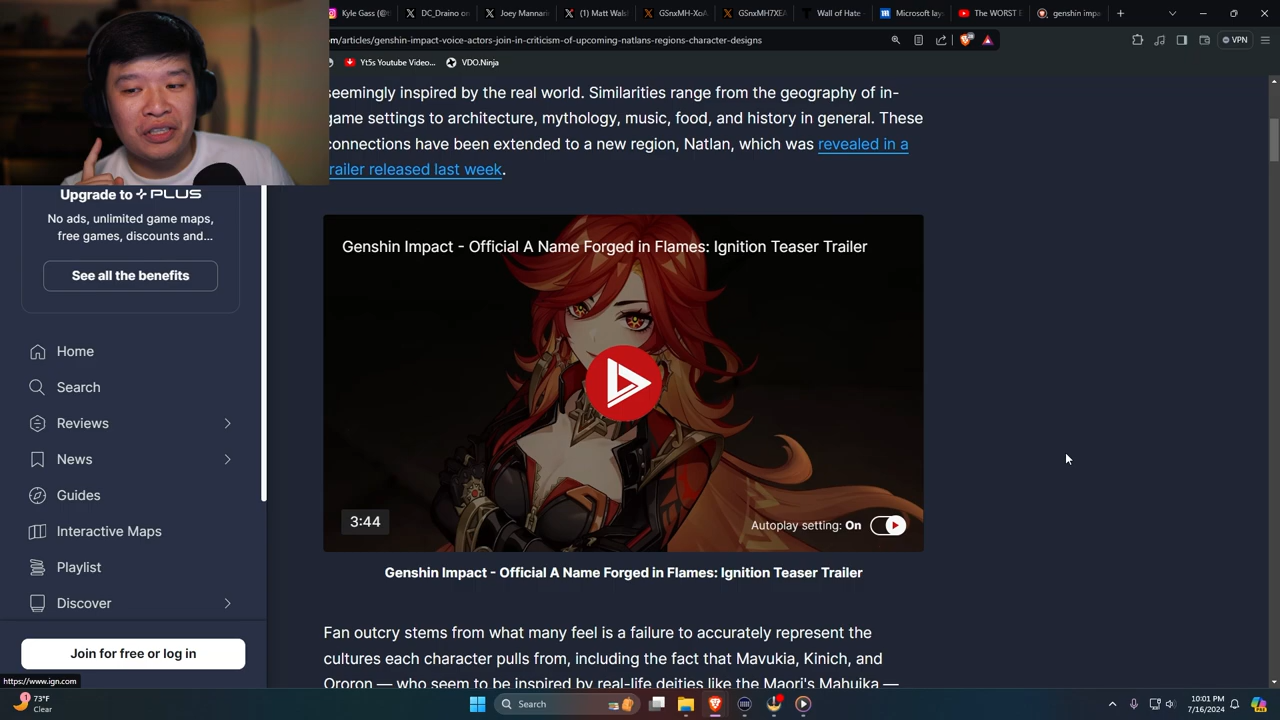 Kyle Gass (@t
DC_Draino on
Joey Mannari
(1) Matt Wals
GSnxMH-XoA
GSnxMH7XEA
Wall of Hate -
Microsoft lay
The WORST E
genshin impa
om/articles/genshin-impact-voice-actors-join-in-criticism-of-upcoming-natlans-regions-character-designs
VPN
Yt5s Youtube Video...
VDO.Ninja
seemingly inspired by the real world. Similarities range from the geography of in-
game settings to architecture, mythology, music, food, and history in general. These
connections have been extended to a new region, Natlan, which was revealed in a
trailer released last week.
Upgrade to PLUS
No ads, unlimited game maps,
free games, discounts and...
See all the benefits
Home
Search
Reviews
News
Guides
Interactive Maps
Playlist
Discover
Join for free or log in
https://www.ign.com
Genshin Impact - Official A Name Forged in Flames: Ignition Teaser Trailer
3:44
Autoplay setting: On
Genshin Impact - Official A Name Forged in Flames: Ignition Teaser Trailer
Fan outcry stems from what many feel is a failure to accurately represent the
cultures each character pulls from, including the fact that Mavukia, Kinich, and
Ororon — who seem to be inspired by real-life deities like the Maori's Mahuika —
1
73°F
Clear
Search
10:01 PM
7/16/2024